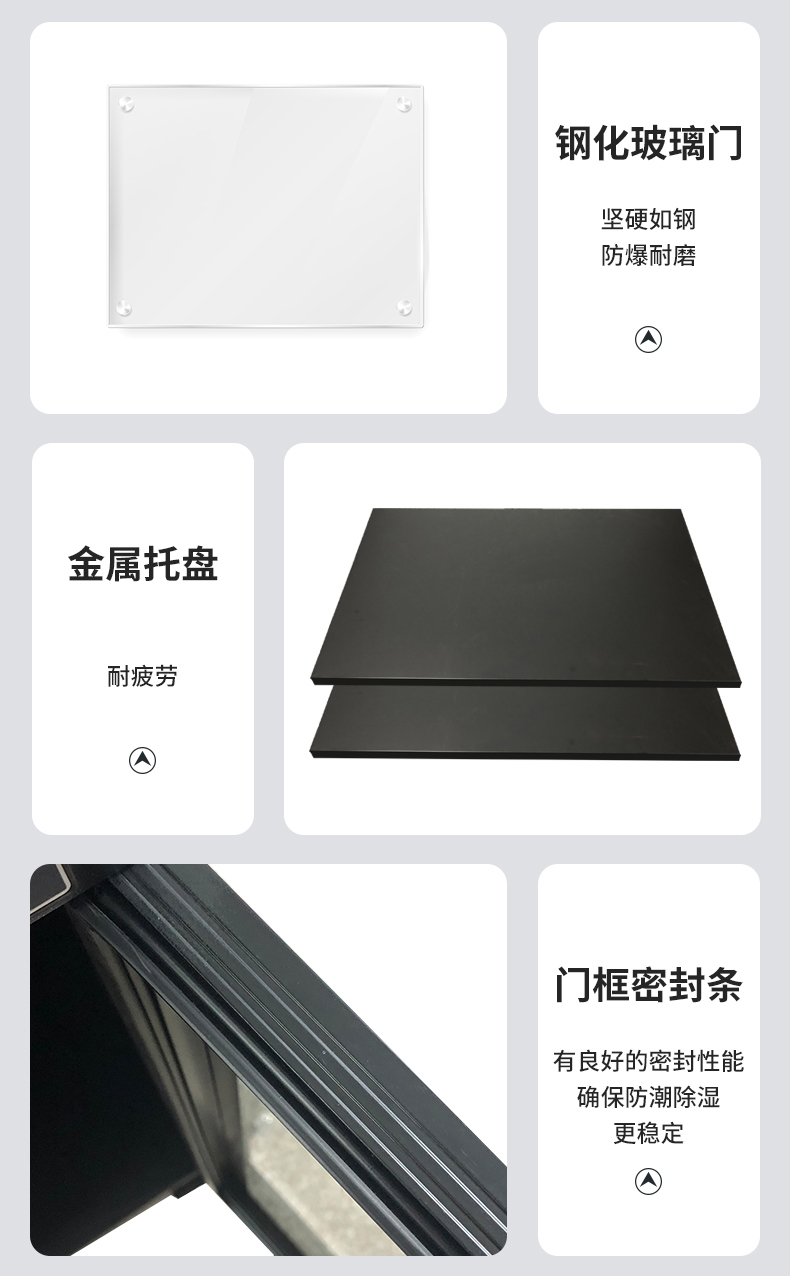 钢化玻璃门
坚硬如钢
防爆耐磨
金属托盘
耐疲劳
门框密封条
有良好的密封性能
确保防潮除湿
更稳定